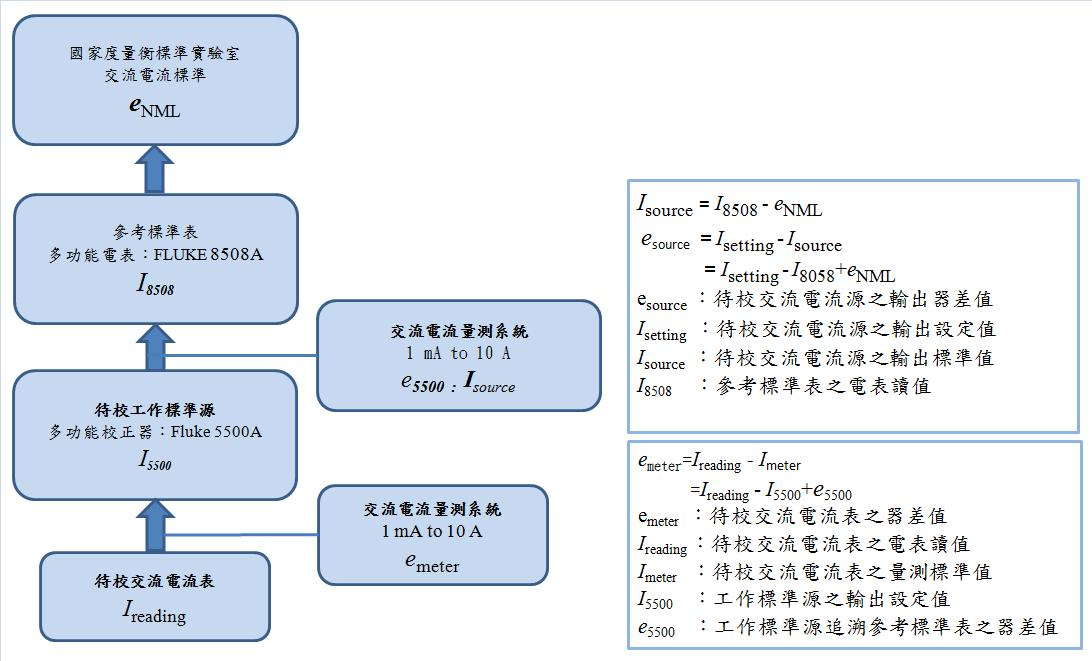 國家度量衡標準實驗室
交流電流標準
eNML
參考標準表
多功能電表：FLUKE 8508A
I8508
交流電流量測系統
1 mA to 10 A
e5500：Isource
待校工作標準源
多功能校正器：Fluke 5500A
I5500
交流電流量測系統
1 mA to 10 A
emeter
待校交流電流表
Ireading
Isource = I8508 - eNML
esource = Isetting - Isource
= Isetting - I8058+eNML
esource ：待校交流電流源之輸出器差值
Isetting ：待校交流電流源之輸出設定值
Isource ：待校交流電流源之輸出標準值
I8508 ：參考標準表之電表讀值
emeter=Ireading - Imeter
=Ireading - I5500+e5500
emeter ：待校交流電流表之器差值
Ireading ：待校交流電流表之電表讀值
Imeter ：待校交流電流表之量測標準值
I5500 ：工作標準源之輸出設定值
e5500 ：工作標準源追溯參考標準表之器差值